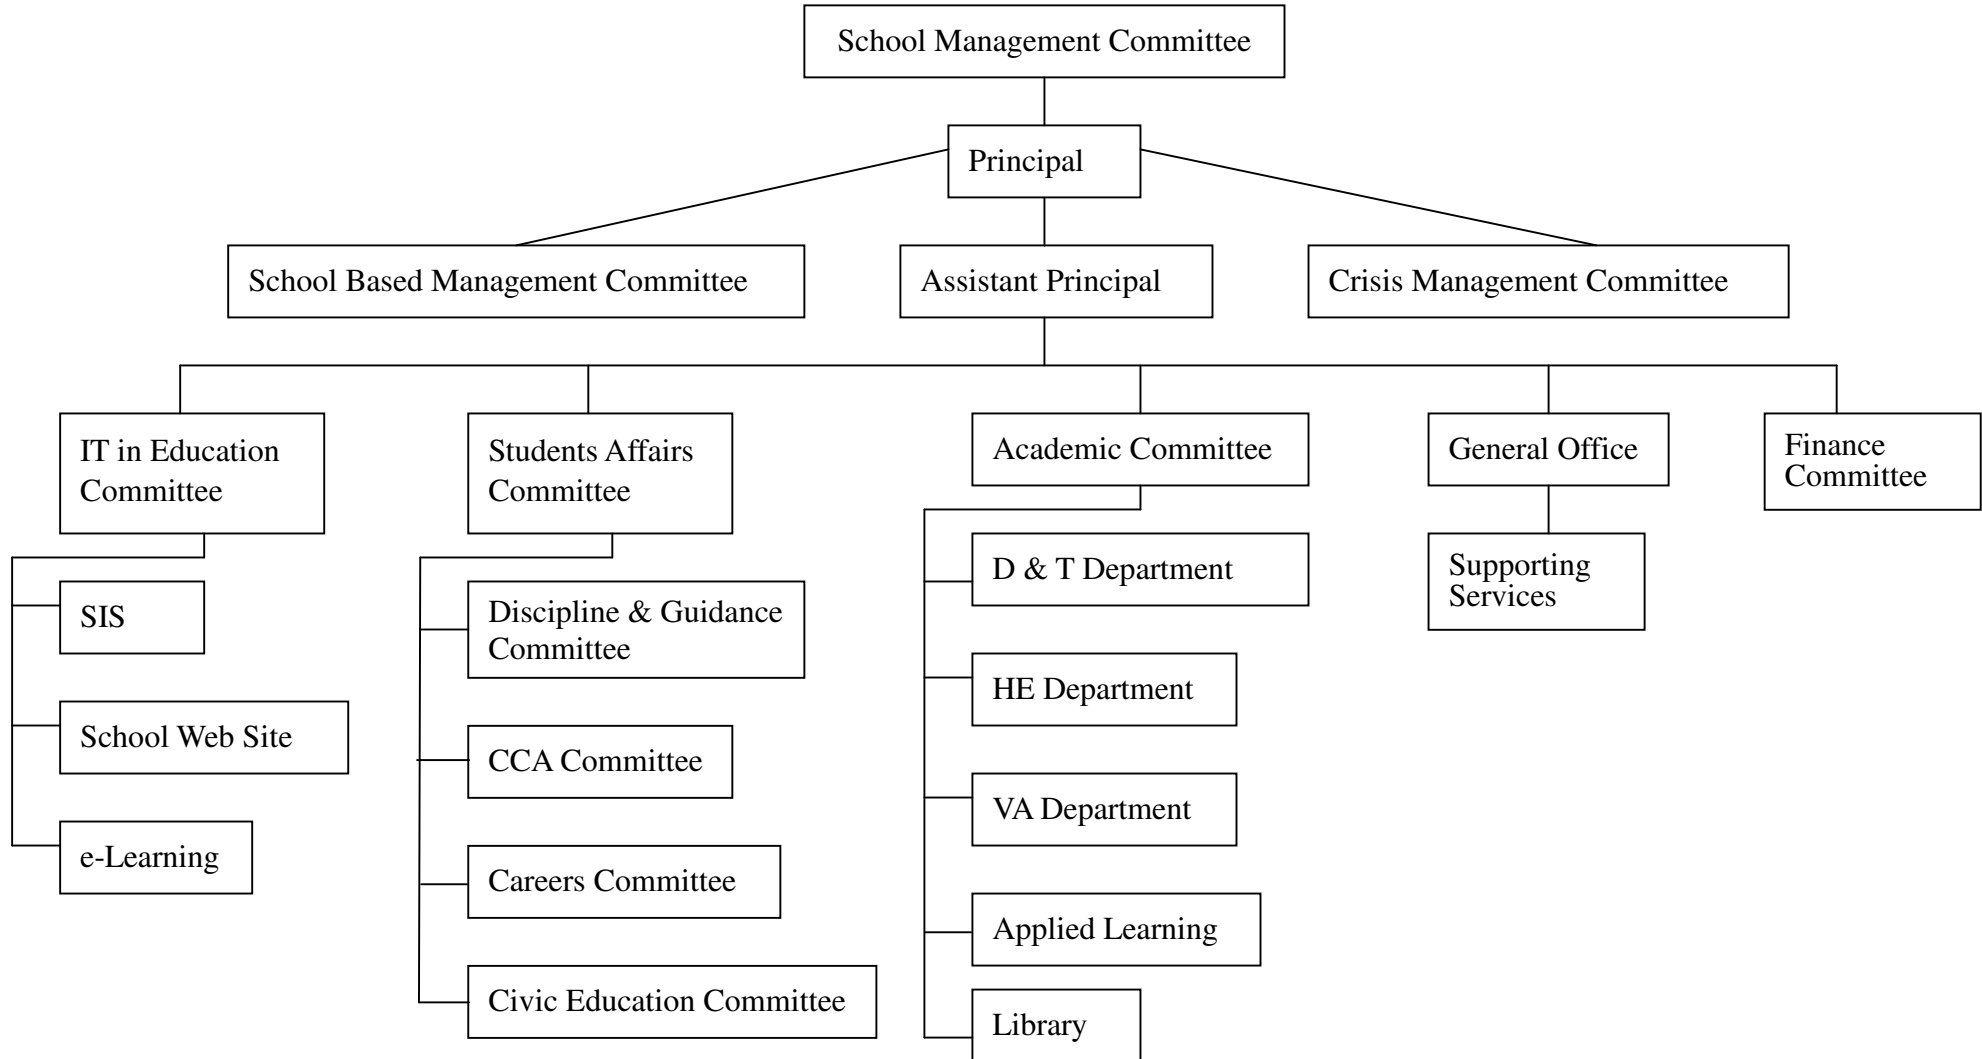 School Management Committee
Principal
School Based Management Committee
Assistant Principal
Crisis Management Committee
IT in Education
Committee
Students Affairs
Committee
Academic Committee
General Office
Finance
Committee
SIS
School Web Site
e-Learning
Discipline & Guidance
Committee
CCA Committee
Careers Committee
Civic Education Committee
D & T Department
HE Department
VA Department
Applied Learning
Library
Supporting
Services